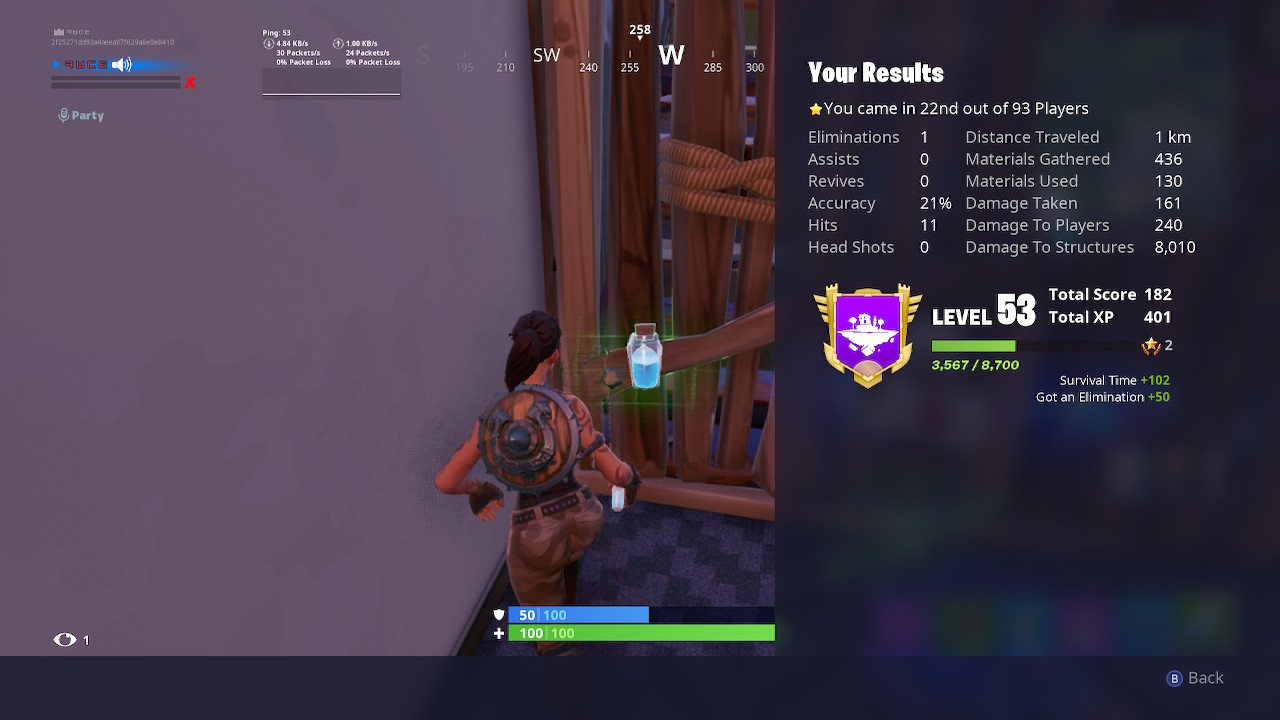 2f25271dd93a4aeea97f629a6e0eb410
Party
Ping: 53
4.84 KB/s 1.00 KB/s
30 Packets/s 24 Packets/s
0% Packet Loss 0% Packet Loss
258
S 195 210 SW 240 255 W 285 300
Your Results
You came in 22nd out of 93 Players
Eliminations 1 Distance Traveled 1 km
Assists 0 Materials Gathered 436
Revives 0 Materials Used 130
Accuracy 21% Damage Taken 161
Hits 11 Damage To Players 240
Head Shots 0 Damage To Structures 8,010
LEVEL 53
Total Score 182
Total XP 401
2
3,567 / 8,700
Survival Time +102
Got an Elimination +50
50 | 100
100 | 100
1
B Back